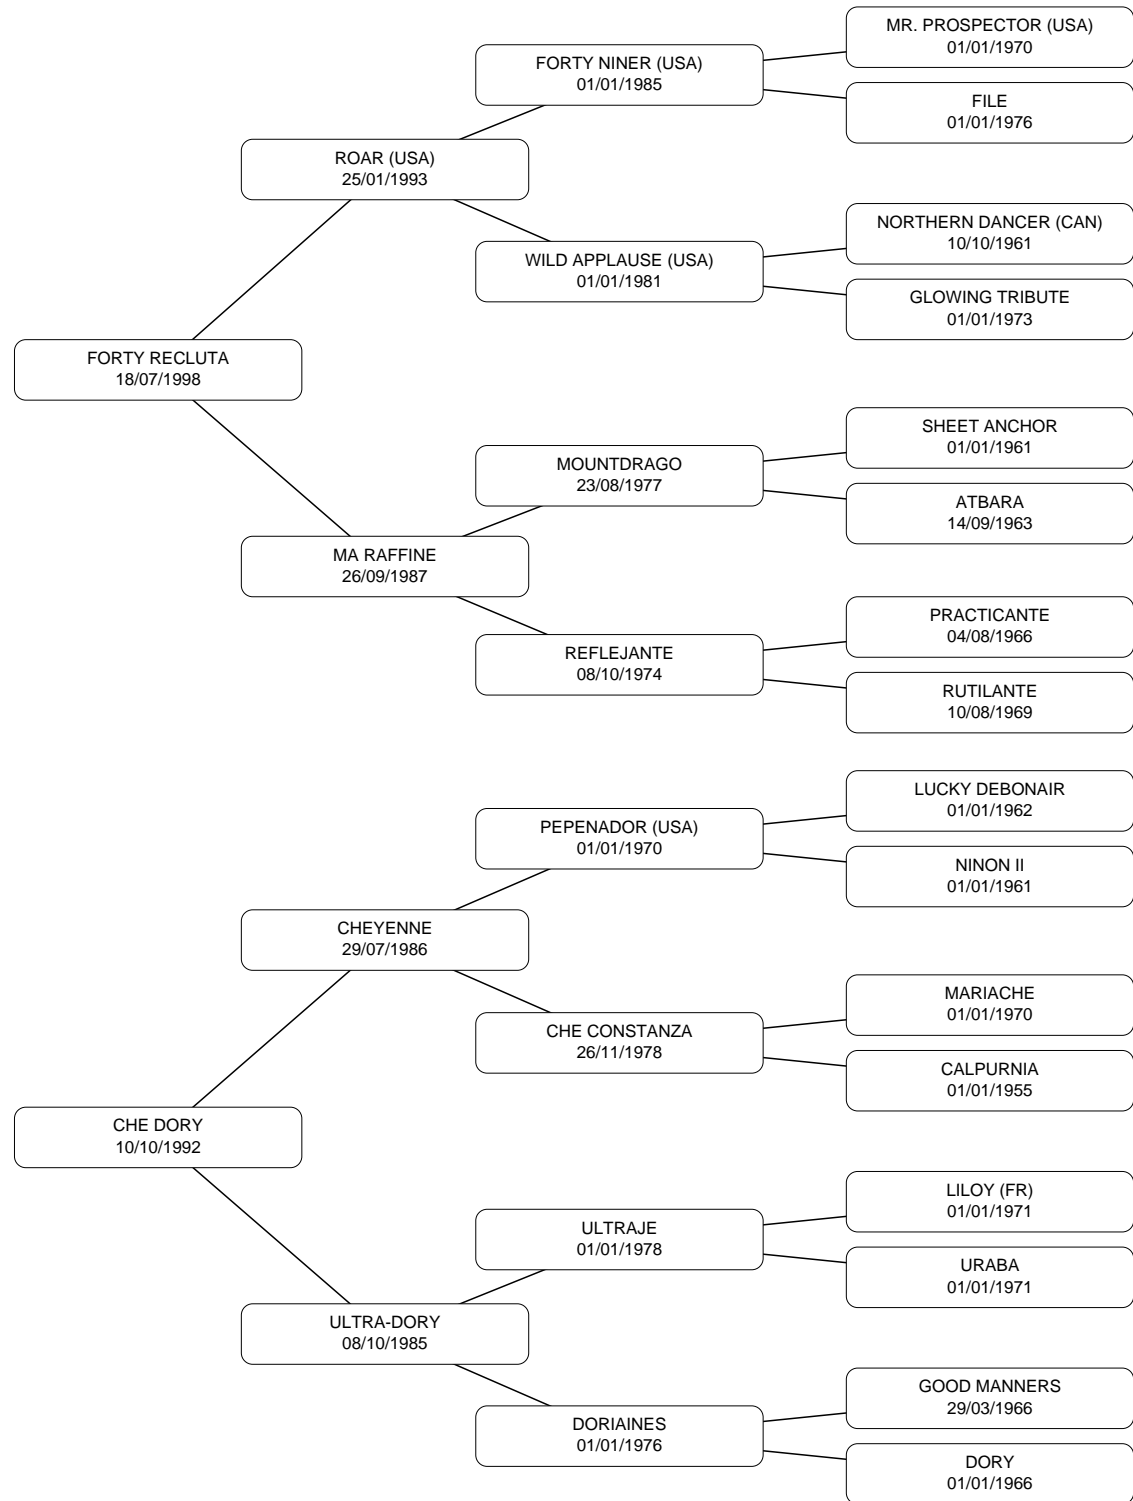 MR. PROSPECTOR (USA)
01/01/1970
FORTY NINER (USA)
01/01/1985
FILE
01/01/1976
ROAR (USA)
25/01/1993
NORTHERN DANCER (CAN)
10/10/1961
WILD APPLAUSE (USA)
01/01/1981
GLOWING TRIBUTE
01/01/1973
FORTY RECLUTA
18/07/1998
SHEET ANCHOR
01/01/1961
MOUNTDRAGO
23/08/1977
ATBARA
14/09/1963
MA RAFFINE
26/09/1987
PRACTICANTE
04/08/1966
REFLEJANTE
08/10/1974
RUTILANTE
10/08/1969
LUCKY DEBONAIR
01/01/1962
PEPENADOR (USA)
01/01/1970
NINON II
01/01/1961
CHEYENNE
29/07/1986
MARIACHE
01/01/1970
CHE CONSTANZA
26/11/1978
CALPURNIA
01/01/1955
CHE DORY
10/10/1992
LILOY (FR)
01/01/1971
ULTRAJE
01/01/1978
URABA
01/01/1971
ULTRA-DORY
08/10/1985
GOOD MANNERS
29/03/1966
DORIAINES
01/01/1976
DORY
01/01/1966